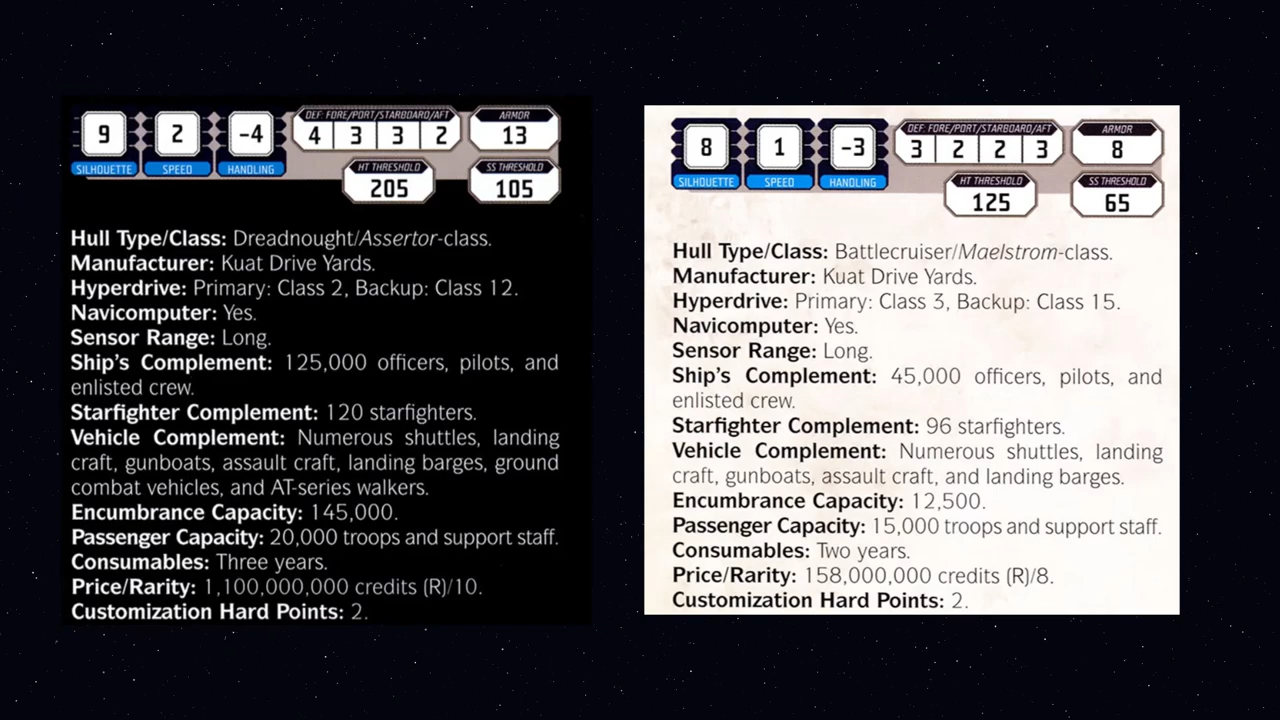 DEF: FORE/PORT/STARBOARD/AFT ARMOR
9 2 -4 4 3 3 2 13
SILHOUETTE SPEED HANDLING HT THRESHOLD SS THRESHOLD
205 105
Hull Type/Class: Dreadnought/Assertor-class.
Manufacturer: Kuat Drive Yards.
Hyperdrive: Primary: Class 2, Backup: Class 12.
Navicomputer: Yes.
Sensor Range: Long.
Ship's Complement: 125,000 officers, pilots, and
enlisted crew.
Starfighter Complement: 120 starfighters.
Vehicle Complement: Numerous shuttles, landing
craft, gunboats, assault craft, landing barges, ground
combat vehicles, and AT-series walkers.
Encumbrance Capacity: 145,000.
Passenger Capacity: 20,000 troops and support staff.
Consumables: Three years.
Price/Rarity: 1,100,000,000 credits (R)/10.
Customization Hard Points: 2.
DEF: FORE/PORT/STARBOARD/AFT ARMOR
8 1 -3 3 2 2 3 8
SILHOUETTE SPEED HANDLING HT THRESHOLD SS THRESHOLD
125 65
Hull Type/Class: Battlecruiser/Maelstrom-class.
Manufacturer: Kuat Drive Yards.
Hyperdrive: Primary: Class 3, Backup: Class 15.
Navicomputer: Yes.
Sensor Range: Long.
Ship's Complement: 45,000 officers, pilots, and
enlisted crew.
Starfighter Complement: 96 starfighters.
Vehicle Complement: Numerous shuttles, landing
craft, gunboats, assault craft, and landing barges.
Encumbrance Capacity: 12,500.
Passenger Capacity: 15,000 troops and support staff.
Consumables: Two years.
Price/Rarity: 158,000,000 credits (R)/8.
Customization Hard Points: 2.